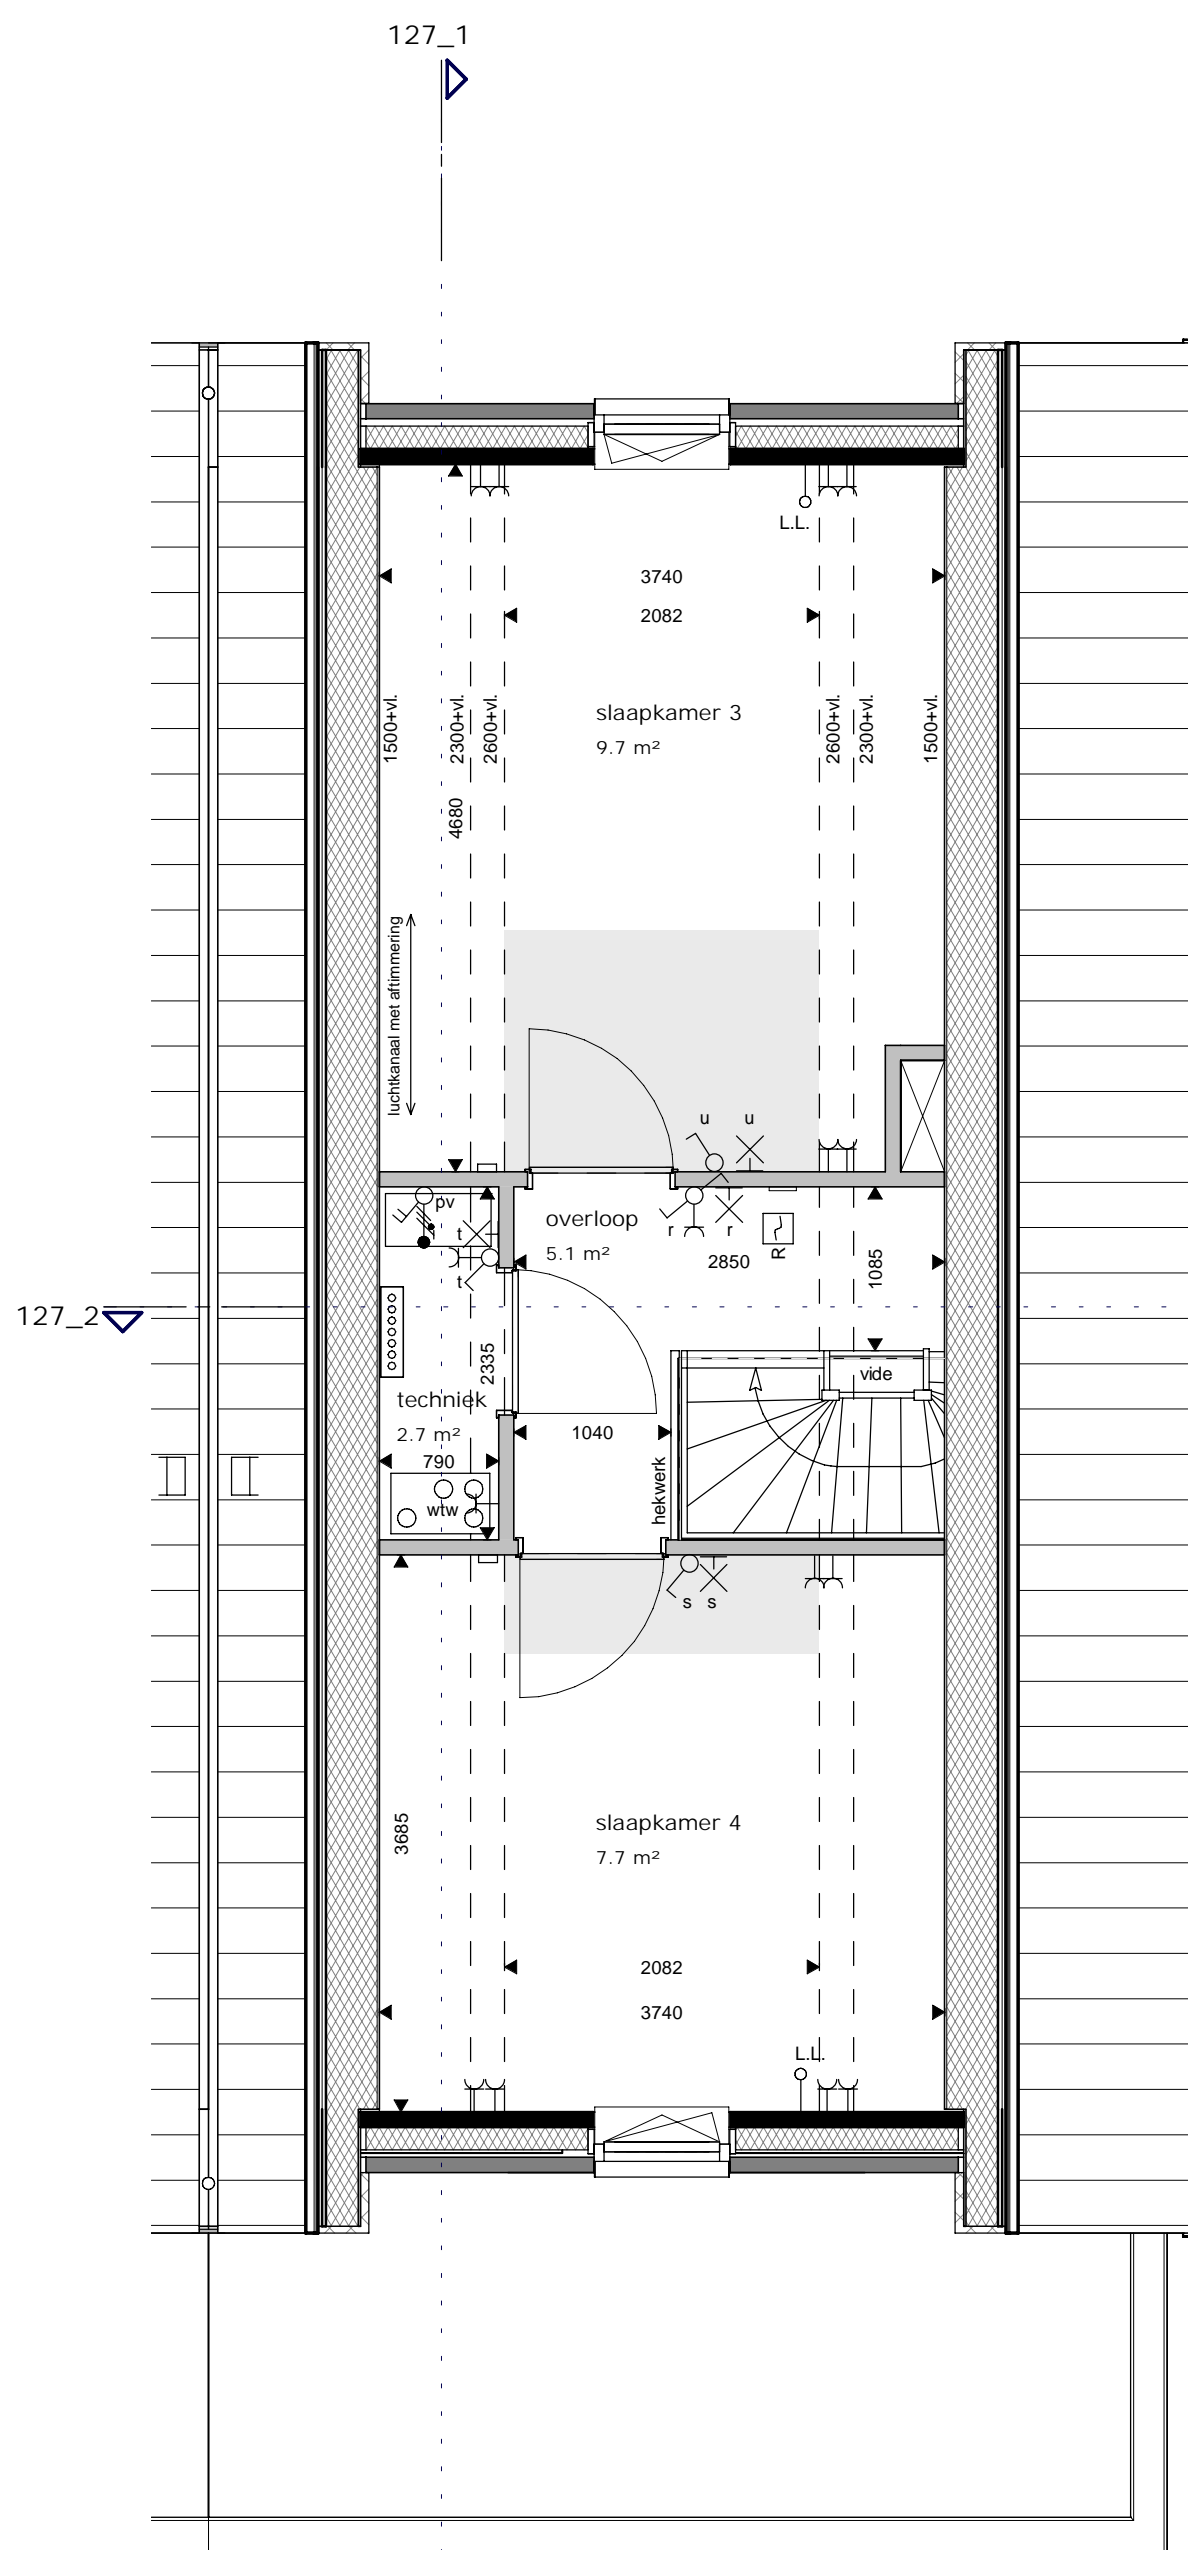 127_1
L.L.
3740
2082
1500+vl.
2300+vl.
2600+vl.
slaapkamer 3
9.7 m²
2600+vl.
2300+vl.
1500+vl.
4680
luchtkanaal met aftimmering
u
u
pv
t
t
overloop
5.1 m²
r
r
R
2850
1085
127_2
2335
vide
techniek
2.7 m²
790
1040
wtw
hekwerk
s
s
slaapkamer 4
7.7 m²
3685
2082
3740
L.L.